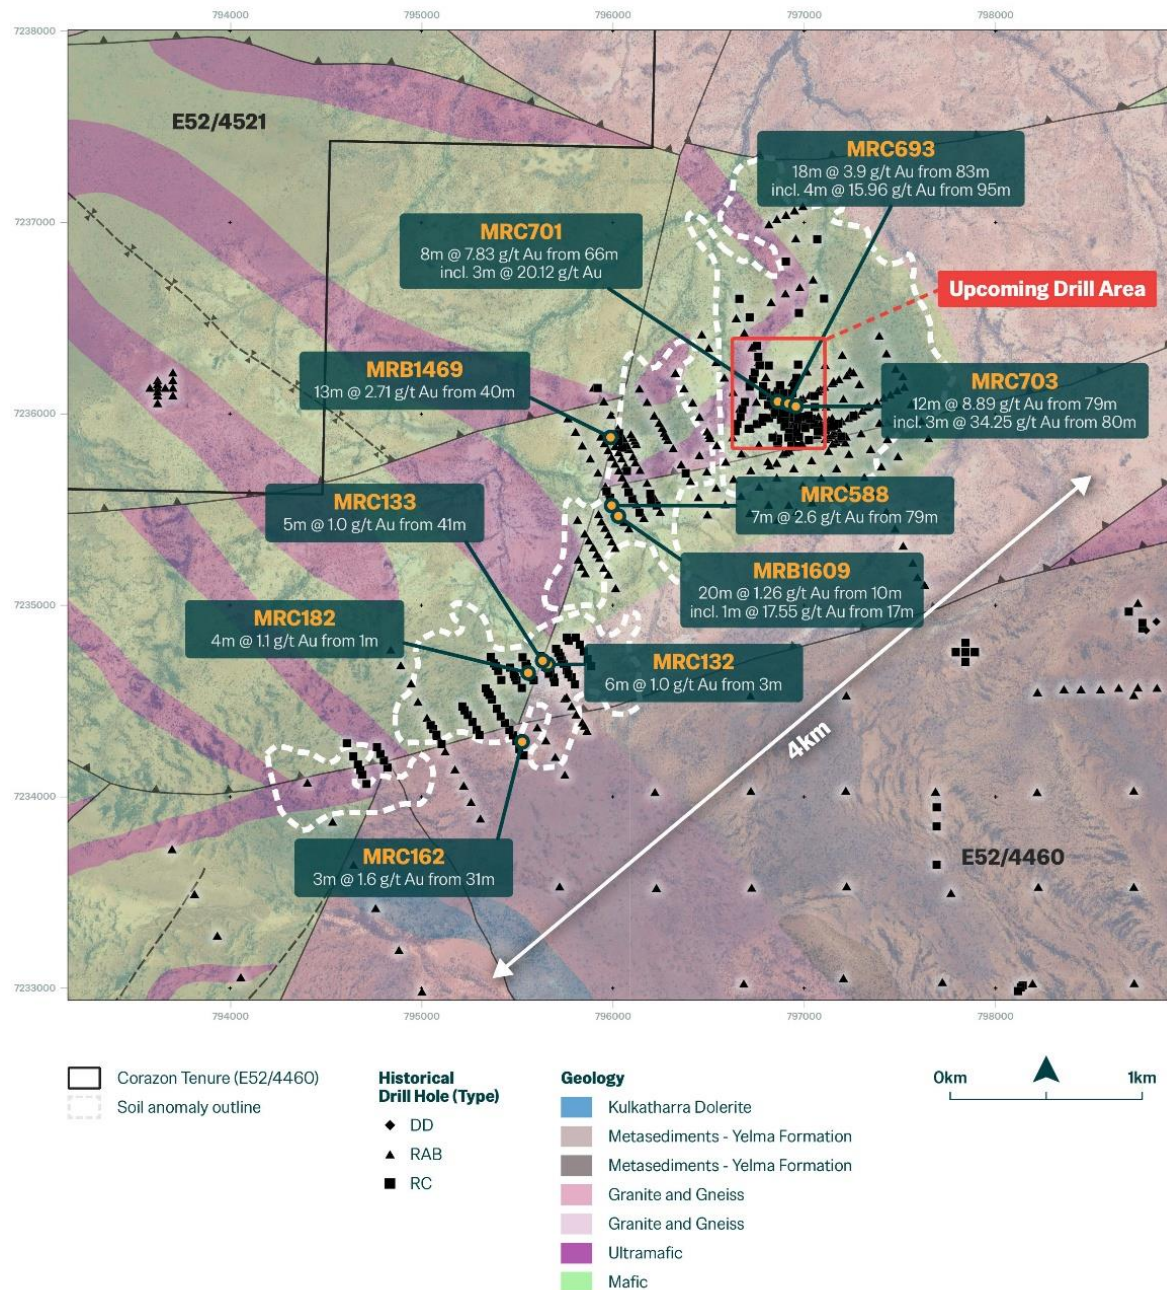 794000
795000
796000
797000
798000
7238000
E52/4521
MRC693
18m @ 3.9 g/t Au from 83m
incl. 4m @ 15.96 g/t Au from 95m
7237000
MRC701
8m @ 7.83 g/t Au from 66m
incl. 3m @ 20.12 g/t Au
Upcoming Drill Area
MRB1469
13m @ 2.71 g/t Au from 40m
MRC703
12m @ 8.89 g/t Au from 79m
incl. 3m @ 34.25 g/t Au from 80m
7236000
MRC133
5m @ 1.0 g/t Au from 41m
MRC588
7m @ 2.6 g/t Au from 79m
MRB1609
20m @ 1.26 g/t Au from 10m
incl. 1m @ 17.55 g/t Au from 17m
7235000
MRC182
4m @ 1.1 g/t Au from 1m
MRC132
6m @ 1.0 g/t Au from 3m
4km
7234000
MRC162
3m @ 1.6 g/t Au from 31m
E52/4460
7233000
794000
795000
796000
797000
798000
Corazon Tenure (E52/4460)
Soil anomaly outline
Historical
Drill Hole (Type)
DD
RAB
RC
Geology
Kulkatharra Dolerite
Metasediments - Yelma Formation
Metasediments - Yelma Formation
Granite and Gneiss
Granite and Gneiss
Ultramafic
Mafic
0km
1km